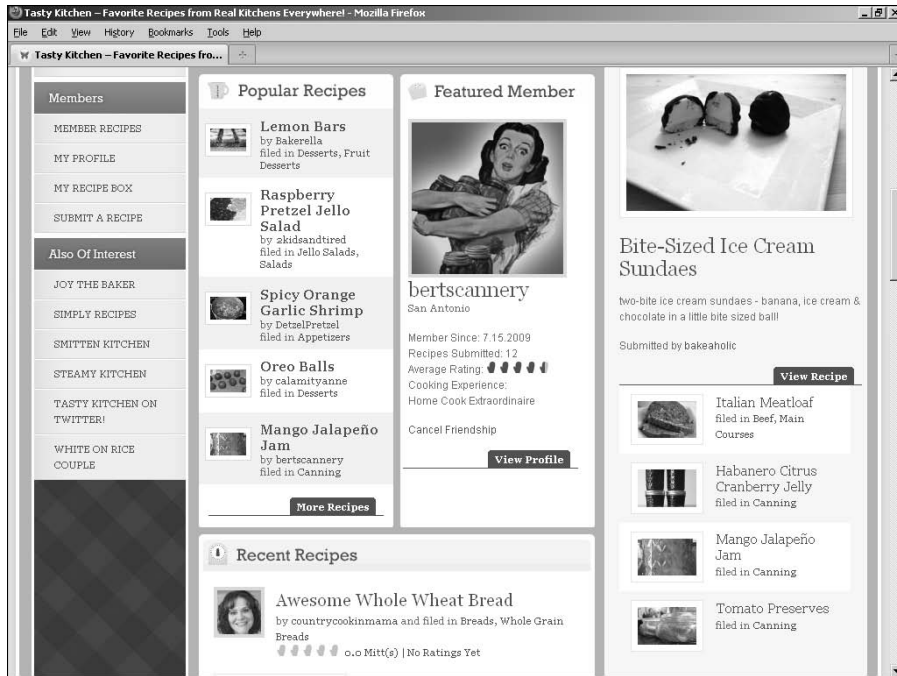 Tasty Kitchen – Favorite Recipes from Real Kitchens Everywhere! - Mozilla Firefox
File Edit View History Bookmarks Tools Help
Tasty Kitchen – Favorite Recipes fro...
Members
MEMBER RECIPES
MY PROFILE
MY RECIPE BOX
SUBMIT A RECIPE
Also Of Interest
JOY THE BAKER
SIMPLY RECIPES
SMITTEN KITCHEN
STEAMY KITCHEN
TASTY KITCHEN ON
TWITTER!
WHITE ON RICE
COUPLE
Popular Recipes
Lemon Bars
by Bakerella
filed in Desserts, Fruit
Desserts
Raspberry
Pretzel Jello
Salad
by 2kidsandtired
filed in Jello Salads,
Salads
Spicy Orange
Garlic Shrimp
by DetzelPretzel
filed in Appetizers
Oreo Balls
by calamityanne
filed in Desserts
Mango Jalapeño
Jam
by bertscannery
filed in Canning
More Recipes
Featured Member
bertscannery
San Antonio
Member Since: 7.15.2009
Recipes Submitted: 12
Average Rating:
Cooking Experience:
Home Cook Extraordinaire
Cancel Friendship
View Profile
Recent Recipes
Awesome Whole Wheat Bread
by countrycookinmama and filed in Breads, Whole Grain
Breads
0.0 Mitt(s) | No Ratings Yet
Bite-Sized Ice Cream
Sundaes
two-bite ice cream sundaes - banana, ice cream &
chocolate in a little bite sized ball!
Submitted by bakeaholic
View Recipe
Italian Meatloaf
filed in Beef, Main
Courses
Habanero Citrus
Cranberry Jelly
filed in Canning
Mango Jalapeño
Jam
filed in Canning
Tomato Preserves
filed in Canning